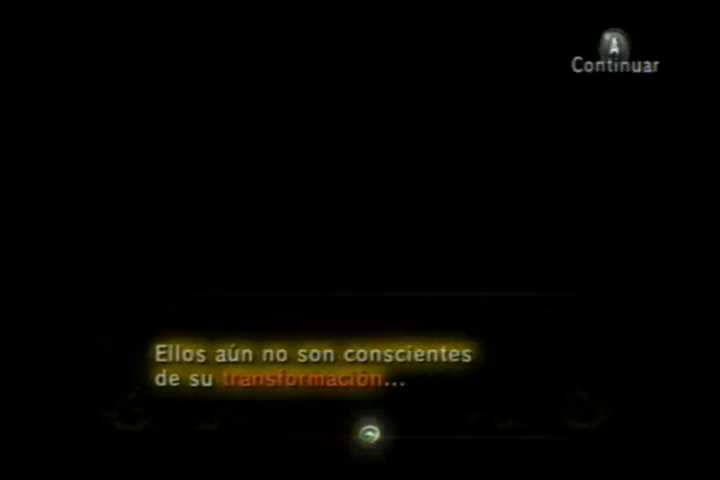 A
Continuar
Ellos aún no son conscientes
de su transformación...